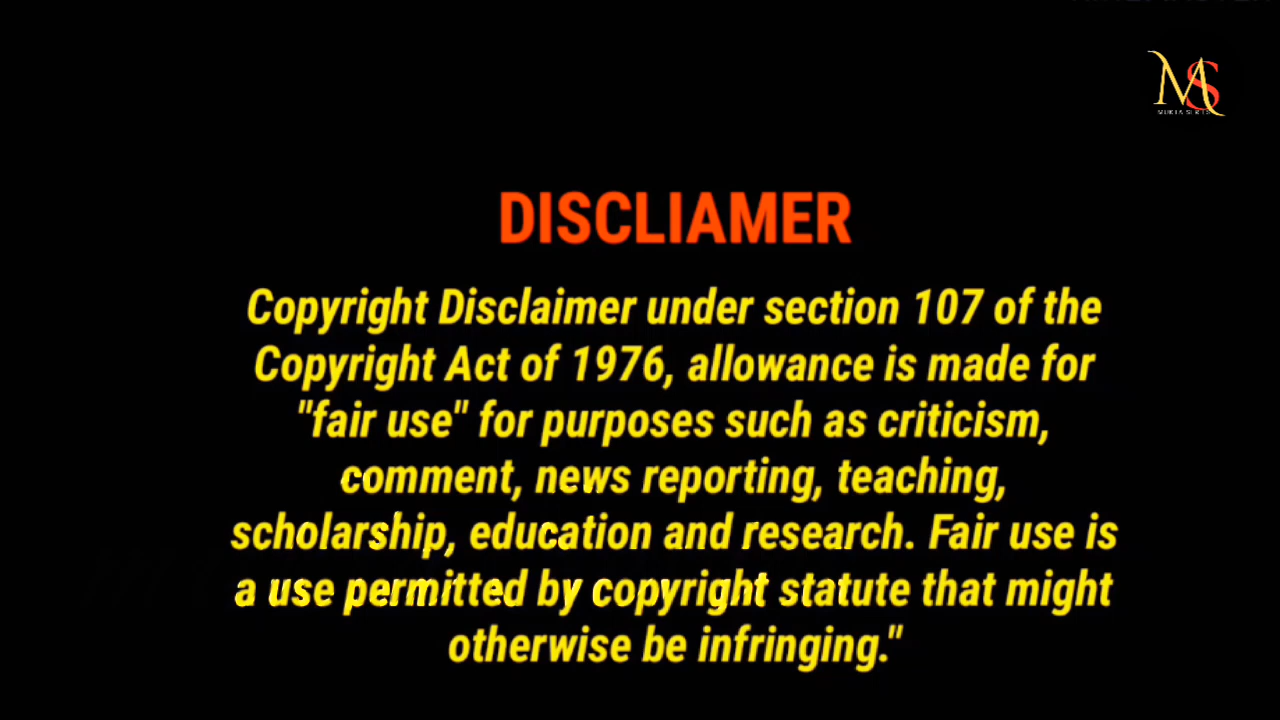 MS
DISCLIAMER
Copyright Disclaimer under section 107 of the
Copyright Act of 1976, allowance is made for
"fair use" for purposes such as criticism,
comment, news reporting, teaching,
scholarship, education and research. Fair use is
a use permitted by copyright statute that might
otherwise be infringing."